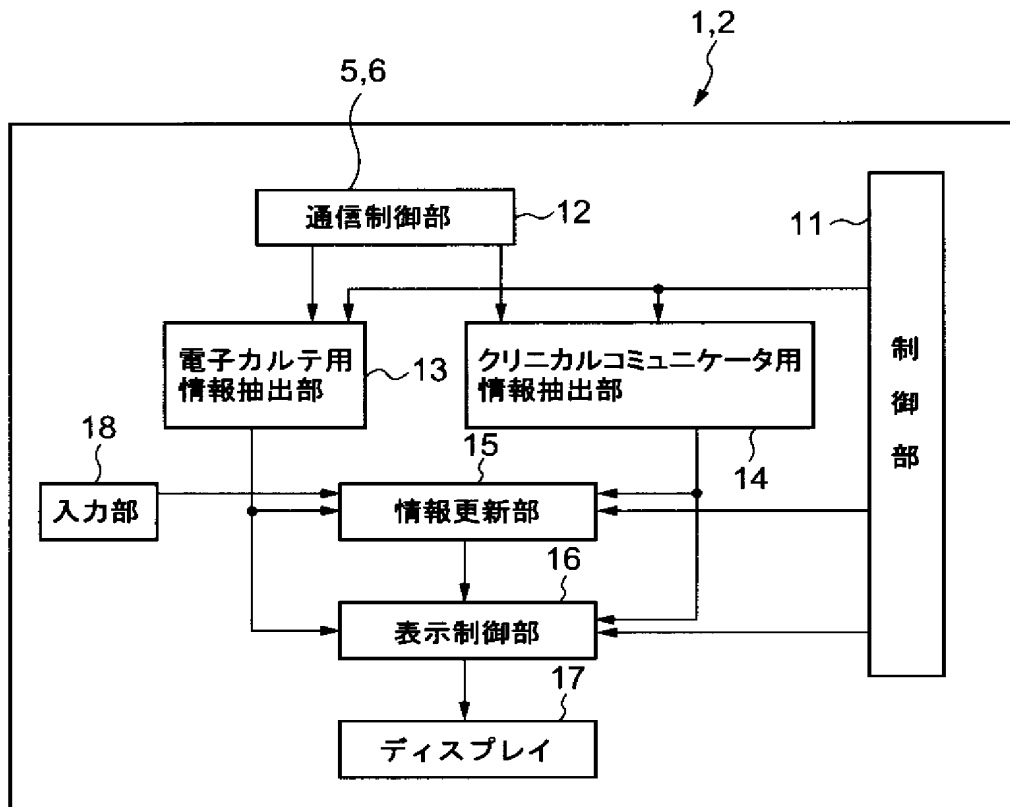 1,2
5,6
通信制御部
12
11
制御部
電子カルテ用
情報抽出部
13
クリニカルコミュニケータ用
情報抽出部
14
18
入力部
15
情報更新部
16
表示制御部
17
ディスプレイ